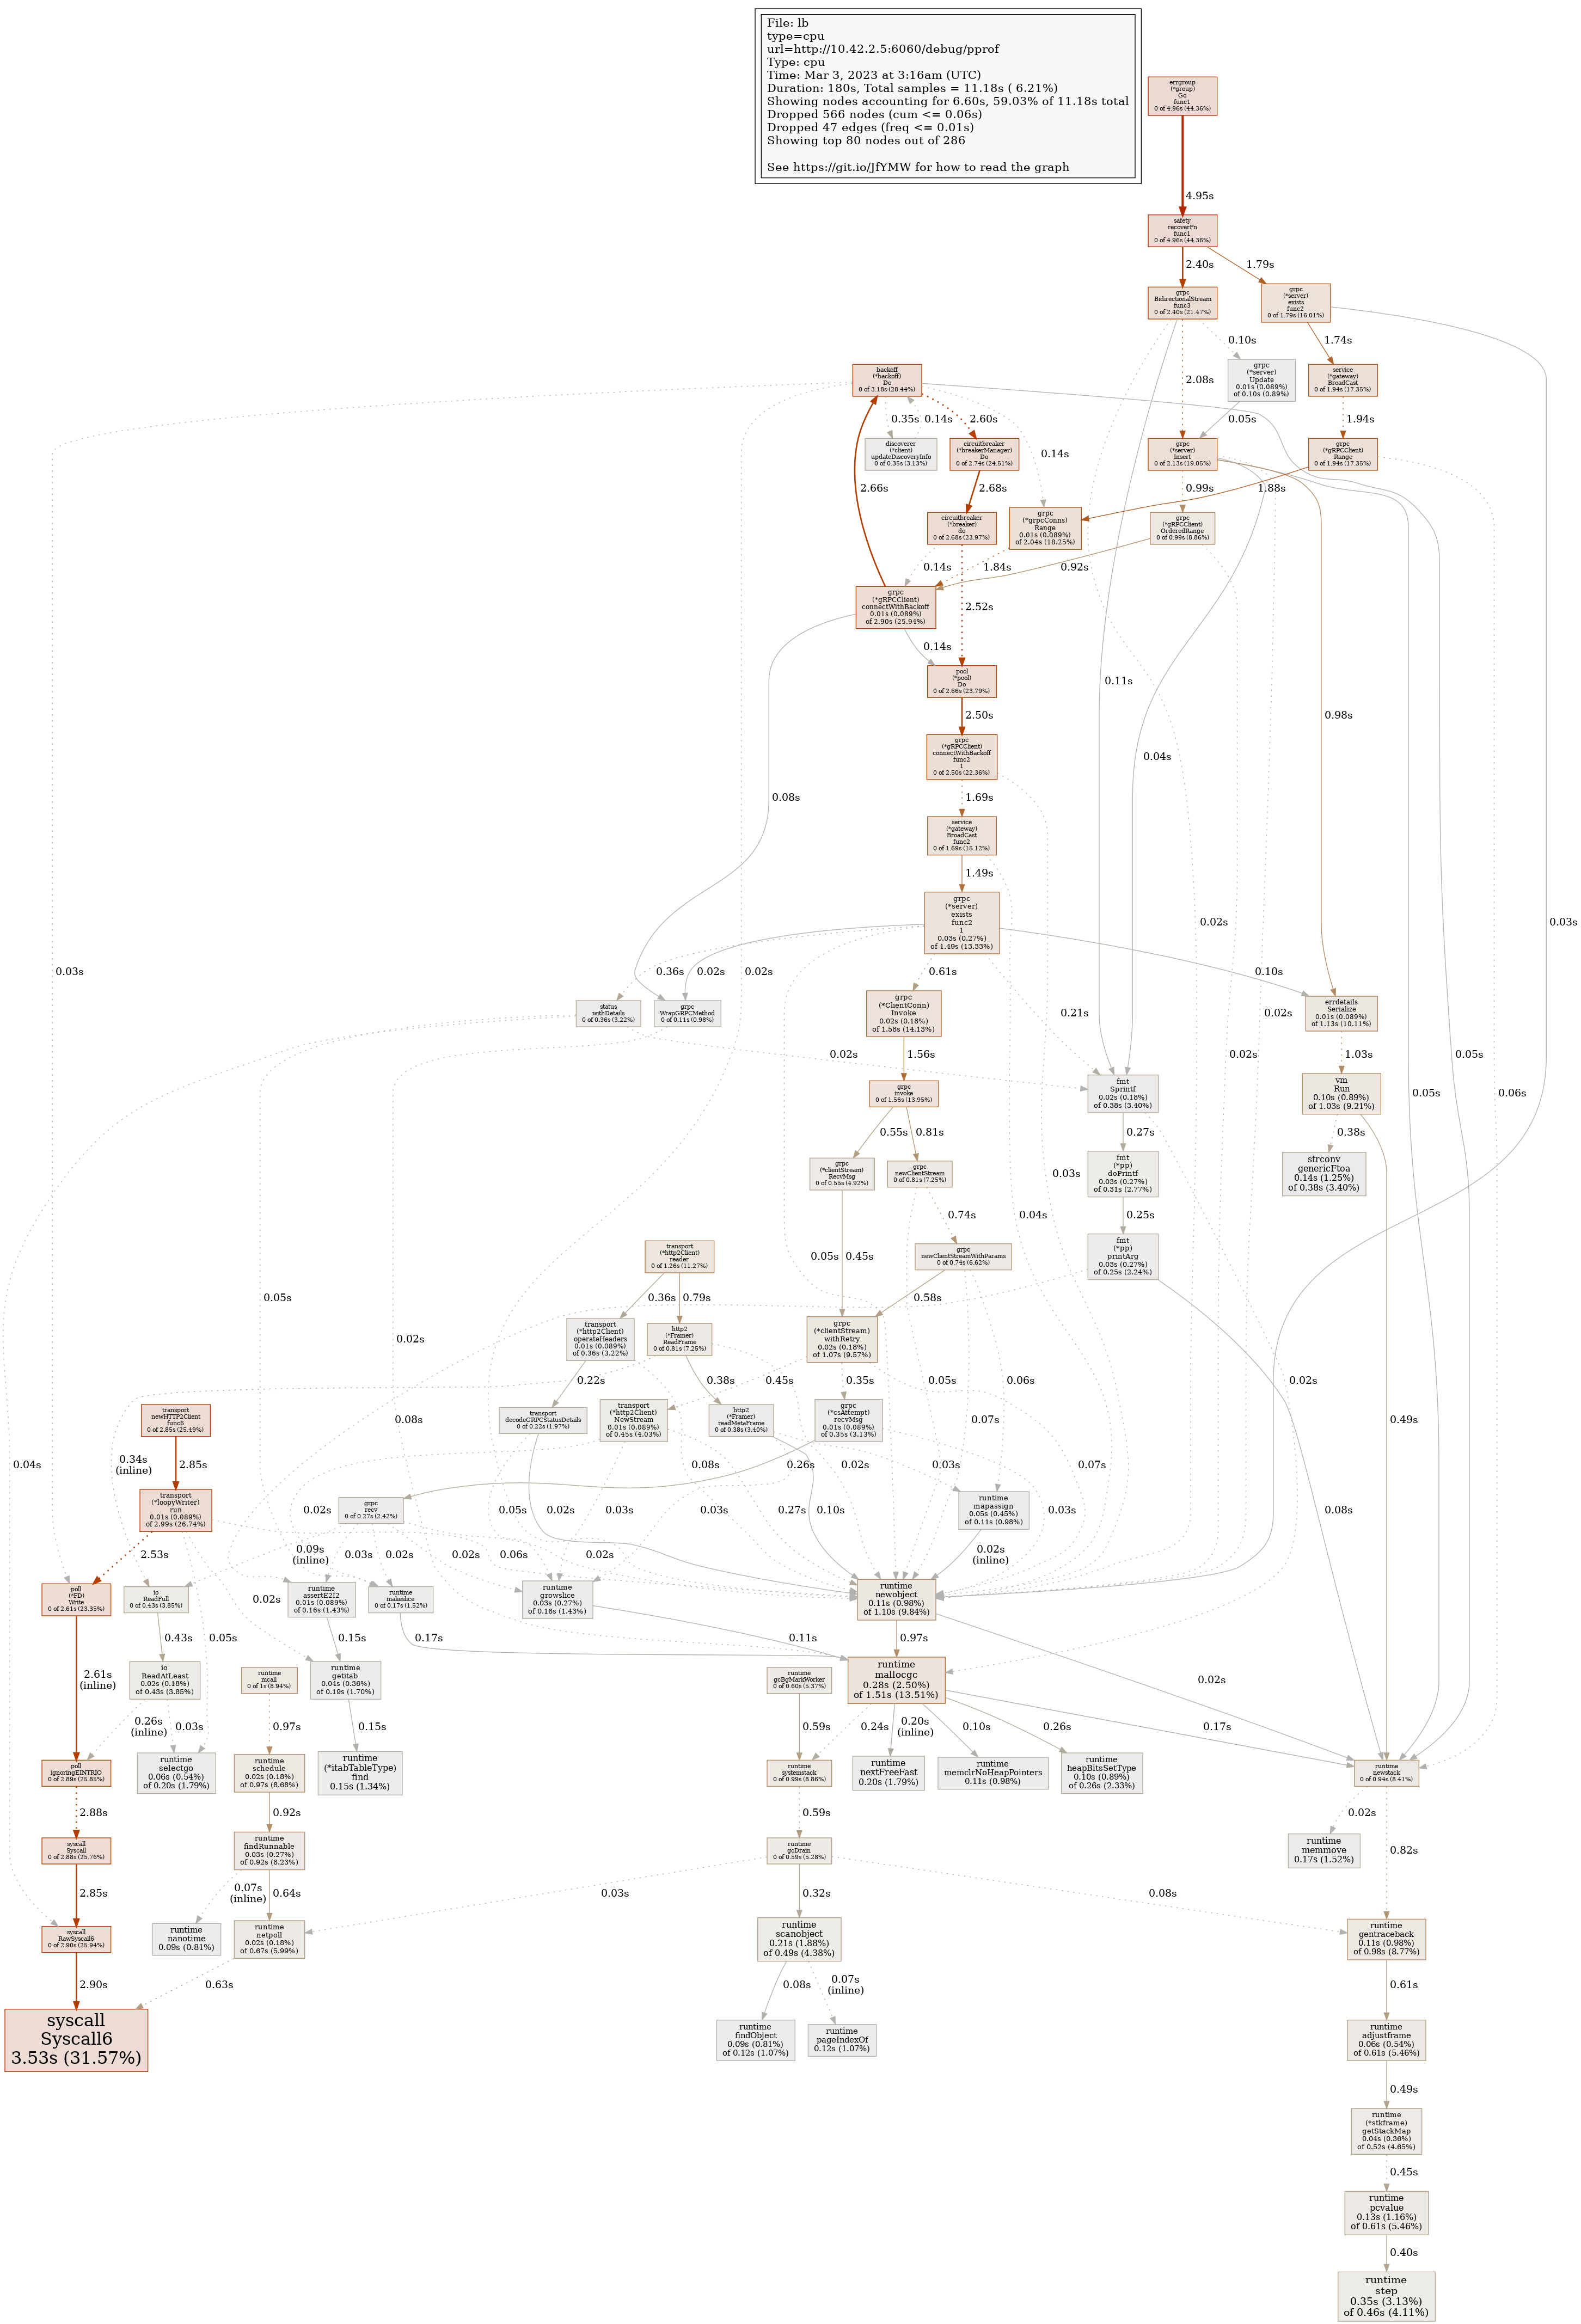 File: lb
type=cpu
url=http://10.42.2.5:6060/debug/pprof
Type: cpu
Time: Mar 3, 2023 at 3:16am (UTC)
Duration: 180s, Total samples = 11.18s ( 6.21%)
Showing nodes accounting for 6.60s, 59.03% of 11.18s total
Dropped 566 nodes (cum <= 0.06s)
Dropped 47 edges (freq <= 0.01s)
Showing top 80 nodes out of 286
See https://git.io/JfYMW for how to read the graph
errgroup
(*group)
Go
func1
0 of 4.96s (44.36%)
4.95s
safety
recoverFn
func1
0 of 4.96s (44.36%)
2.40s
1.79s
grpc
BidirectionalStream
func3
0 of 2.40s (21.47%)
grpc
(*server)
exists
func2
0 of 1.79s (16.01%)
0.10s
1.74s
2.08s
backoff
(*backoff)
Do
0 of 3.18s (28.44%)
grpc
(*server)
Update
0.01s (0.089%)
of 0.10s (0.89%)
service
(*gateway)
BroadCast
0 of 1.94s (17.35%)
0.35s
0.14s
2.60s
0.05s
1.94s
discoverer
(*client)
updateDiscoveryInfo
0 of 0.35s (3.13%)
circuitbreaker
(*breakerManager)
Do
0 of 2.74s (24.51%)
0.14s
grpc
(*server)
Insert
0 of 2.13s (19.05%)
grpc
(*gRPCClient)
Range
0 of 1.94s (17.35%)
2.66s
2.68s
0.99s
1.88s
circuitbreaker
(*breaker)
do
0 of 2.68s (23.97%)
grpc
(*grpcConns)
Range
0.01s (0.089%)
of 2.04s (18.25%)
grpc
(*gRPCClient)
OrderedRange
0 of 0.99s (8.86%)
0.14s
1.84s
0.92s
grpc
(*gRPCClient)
connectWithBackoff
0.01s (0.089%)
of 2.90s (25.94%)
2.52s
0.14s
pool
(*pool)
Do
0 of 2.66s (23.79%)
0.11s
2.50s
0.98s
grpc
(*gRPCClient)
connectWithBackoff
func2
1
0 of 2.50s (22.36%)
0.04s
0.08s
1.69s
service
(*gateway)
BroadCast
func2
0 of 1.69s (15.12%)
1.49s
grpc
(*server)
exists
func2
1
0.03s (0.27%)
of 1.49s (13.33%)
0.02s
0.03s
0.03s
0.36s
0.02s
0.02s
0.61s
0.10s
status
withDetails
0 of 0.36s (3.22%)
grpc
WrapGRPCMethod
0 of 0.11s (0.98%)
grpc
(*ClientConn)
Invoke
0.02s (0.18%)
of 1.58s (14.13%)
0.21s
0.02s
errdetails
Serialize
0.01s (0.089%)
of 1.13s (10.11%)
0.02s
1.56s
0.02s
1.03s
0.05s
0.05s
0.06s
grpc
invoke
0 of 1.56s (13.95%)
fmt
Sprintf
0.02s (0.18%)
of 0.38s (3.40%)
vm
Run
0.10s (0.89%)
of 1.03s (9.21%)
0.55s
0.81s
0.27s
0.38s
grpc
(*clientStream)
RecvMsg
0 of 0.55s (4.92%)
grpc
newClientStream
0 of 0.81s (7.25%)
0.03s
fmt
(*pp)
doPrintf
0.03s (0.27%)
of 0.31s (2.77%)
strconv
genericFtoa
0.14s (1.25%)
of 0.38s (3.40%)
0.74s
0.04s
0.25s
transport
(*http2Client)
reader
0 of 1.26s (11.27%)
0.05s
0.45s
grpc
newClientStreamWithParams
0 of 0.74s (6.62%)
fmt
(*pp)
printArg
0.03s (0.27%)
of 0.25s (2.24%)
0.05s
0.02s
0.36s
0.79s
0.58s
transport
(*http2Client)
operateHeaders
0.01s (0.089%)
of 0.36s (3.22%)
http2
(*Framer)
ReadFrame
0 of 0.81s (7.25%)
grpc
(*clientStream)
withRetry
0.02s (0.18%)
of 1.07s (9.57%)
0.22s
0.38s
0.45s
0.35s
0.05s
0.06s
0.02s
transport
newHTTP2Client
func6
0 of 2.85s (25.49%)
0.08s
transport
decodeGRPCStatusDetails
0 of 0.22s (1.97%)
transport
(*http2Client)
NewStream
0.01s (0.089%)
of 0.45s (4.03%)
http2
(*Framer)
readMetaFrame
0 of 0.38s (3.40%)
grpc
(*csAttempt)
recvMsg
0.01s (0.089%)
of 0.35s (3.13%)
0.07s
0.49s
0.04s
0.34s
(inline)
2.85s
0.08s
0.26s
0.02s
0.03s
0.07s
transport
(*loopyWriter)
run
0.01s (0.089%)
of 2.99s (26.74%)
0.02s
grpc
recv
0 of 0.27s (2.42%)
0.05s
0.02s
0.03s
0.03s
0.27s
0.10s
runtime
mapassign
0.05s (0.45%)
of 0.11s (0.98%)
0.03s
0.08s
2.53s
0.09s
(inline)
0.03s
0.02s
0.02s
0.06s
0.02s
0.02s
(inline)
poll
(*FD)
Write
0 of 2.61s (23.35%)
io
ReadFull
0 of 0.43s (3.85%)
0.02s
runtime
assertE2I2
0.01s (0.089%)
of 0.16s (1.43%)
runtime
makeslice
0 of 0.17s (1.52%)
runtime
growslice
0.03s (0.27%)
of 0.16s (1.43%)
runtime
newobject
0.11s (0.98%)
of 1.10s (9.84%)
0.43s
0.05s
0.15s
0.17s
0.11s
0.97s
2.61s
(inline)
io
ReadAtLeast
0.02s (0.18%)
of 0.43s (3.85%)
runtime
mcall
0 of 1s (8.94%)
runtime
getitab
0.04s (0.36%)
of 0.19s (1.70%)
runtime
gcBgMarkWorker
0 of 0.60s (5.37%)
runtime
mallocgc
0.28s (2.50%)
of 1.51s (13.51%)
0.02s
0.26s
(inline)
0.03s
0.97s
0.15s
0.59s
0.24s
0.20s
(inline)
0.10s
0.26s
0.17s
poll
ignoringEINTRIO
0 of 2.89s (25.85%)
runtime
selectgo
0.06s (0.54%)
of 0.20s (1.79%)
runtime
schedule
0.02s (0.18%)
of 0.97s (8.68%)
runtime
(*itabTableType)
find
0.15s (1.34%)
runtime
systemstack
0 of 0.99s (8.86%)
runtime
nextFreeFast
0.20s (1.79%)
runtime
memclrNoHeapPointers
0.11s (0.98%)
runtime
heapBitsSetType
0.10s (0.89%)
of 0.26s (2.33%)
runtime
newstack
0 of 0.94s (8.41%)
2.88s
0.92s
0.59s
0.02s
syscall
Syscall
0 of 2.88s (25.76%)
runtime
findRunnable
0.03s (0.27%)
of 0.92s (8.23%)
runtime
gcDrain
0 of 0.59s (5.28%)
runtime
memmove
0.17s (1.52%)
0.82s
2.85s
0.07s
(inline)
0.64s
0.03s
0.32s
0.08s
syscall
RawSyscall6
0 of 2.90s (25.94%)
runtime
nanotime
0.09s (0.81%)
runtime
netpoll
0.02s (0.18%)
of 0.67s (5.99%)
runtime
scanobject
0.21s (1.88%)
of 0.49s (4.38%)
runtime
gentraceback
0.11s (0.98%)
of 0.98s (8.77%)
2.90s
0.63s
0.08s
0.07s
(inline)
0.61s
syscall
Syscall6
3.53s (31.57%)
runtime
findObject
0.09s (0.81%)
of 0.12s (1.07%)
runtime
pageIndexOf
0.12s (1.07%)
runtime
adjustframe
0.06s (0.54%)
of 0.61s (5.46%)
0.49s
runtime
(*stkframe)
getStackMap
0.04s (0.36%)
of 0.52s (4.65%)
0.45s
runtime
pcvalue
0.13s (1.16%)
of 0.61s (5.46%)
0.40s
runtime
step
0.35s (3.13%)
of 0.46s (4.11%)